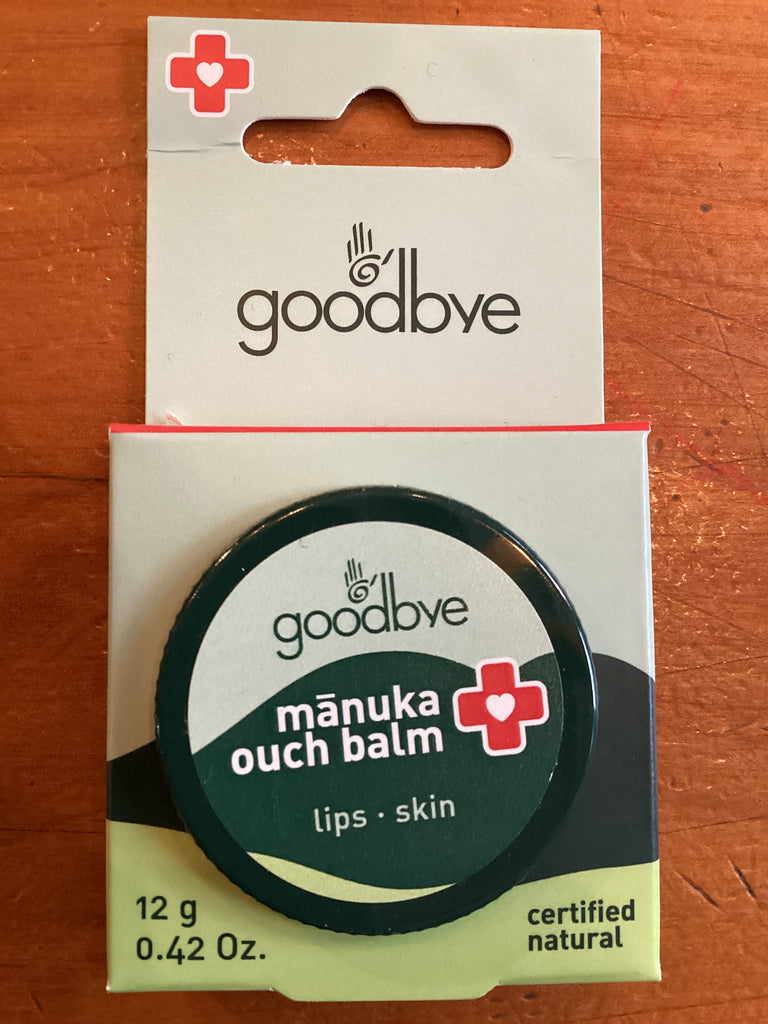 goodbye
goodbye
mānuka
ouch balm
lips · skin
12 g
0.42 Oz.
certified
natural